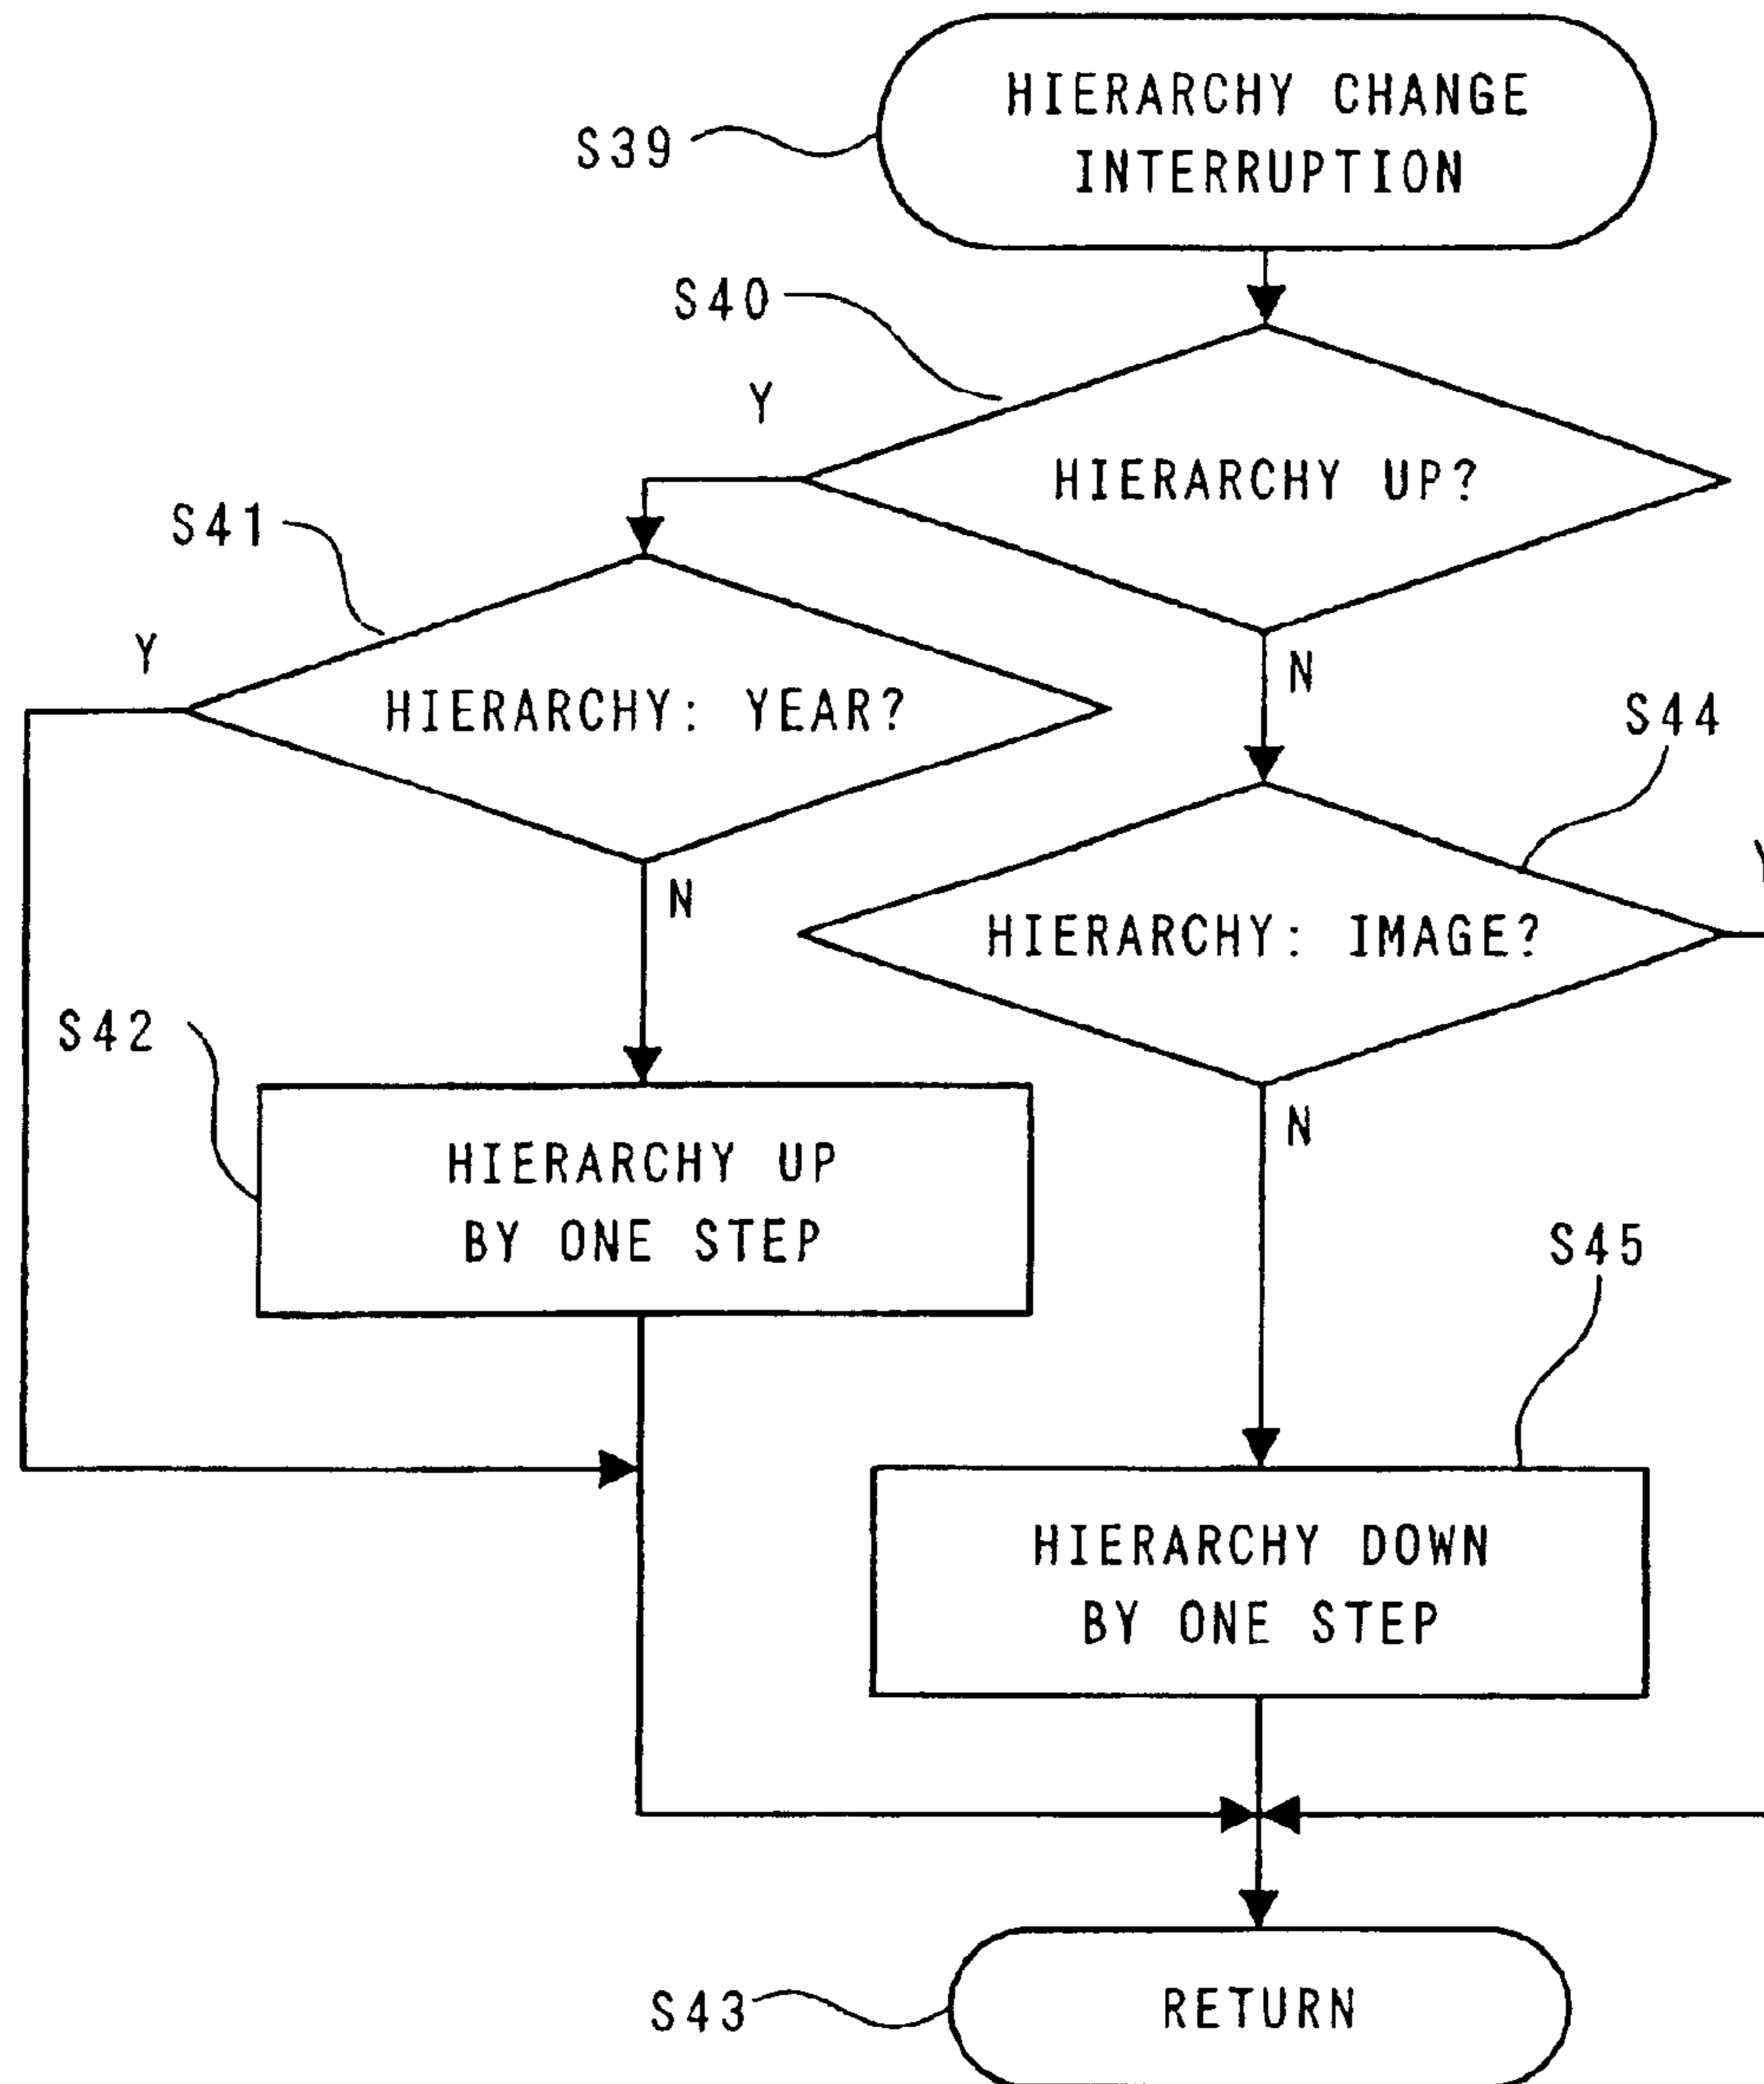 HIERARCHY CHANGE
INTERRUPTION
S39
S40
Y
HIERARCHY UP?
S41
Y
N
HIERARCHY: YEAR?
S44
Y
N
HIERARCHY: IMAGE?
S42
N
HIERARCHY UP
BY ONE STEP
S45
HIERARCHY DOWN
BY ONE STEP
S43
RETURN